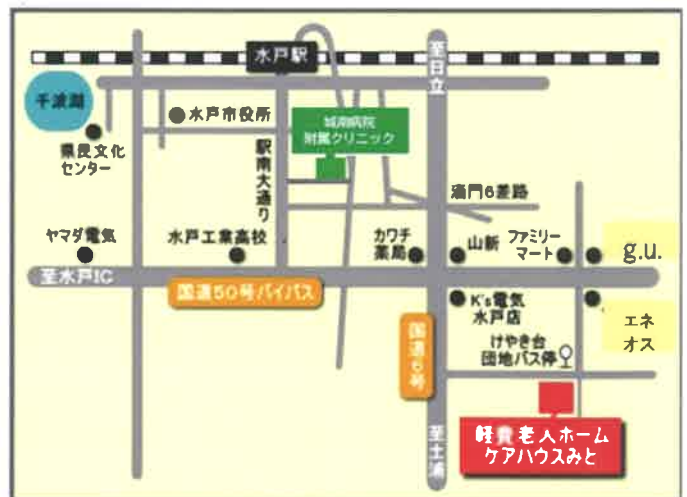 水戸駅
至日立
千波湖
水戸市役所
城南病院
附属クリニック
県民文化
センター
駅南大通り
酒門6差路
ヤマダ電気
水戸工業高校
カワチ
薬局
山新
ファミリー
マート
g.u.
至水戸IC
国道50号バイパス
K's電気
水戸店
エネ
オス
国道6号
けやき台
団地バス停
至土浦
軽費老人ホーム
ケアハウスみと